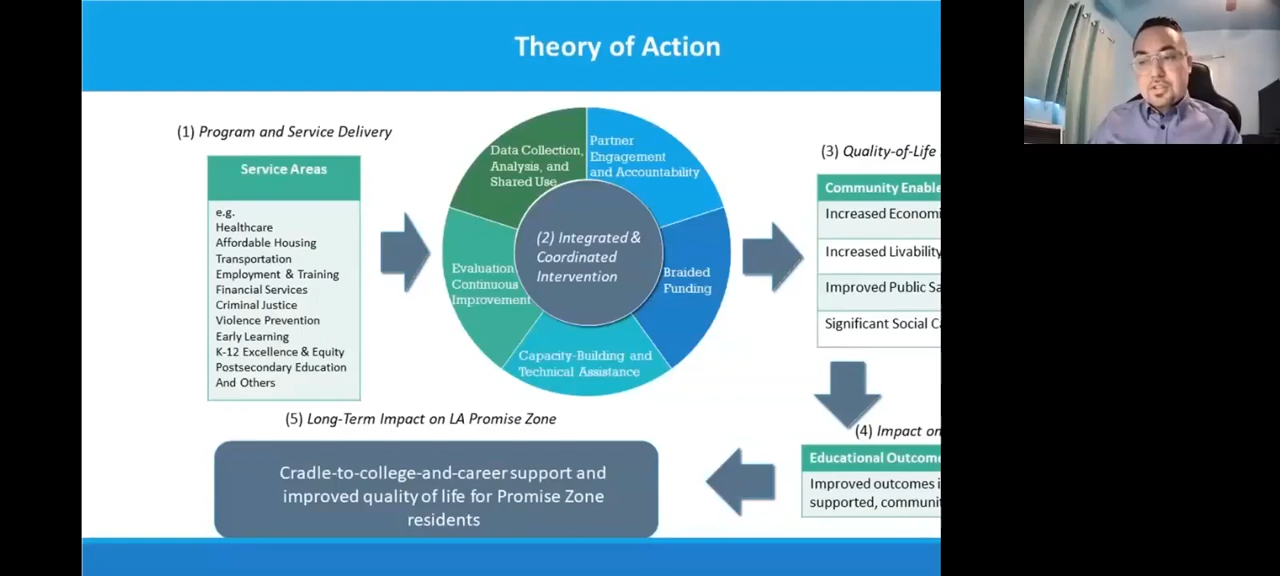 Theory of Action
(1) Program and Service Delivery
Service Areas
e.g.
Healthcare
Affordable Housing
Transportation
Employment & Training
Financial Services
Criminal Justice
Violence Prevention
Early Learning
K-12 Excellence & Equity
Postsecondary Education
And Others
Data Collection,
Analysis, and
Shared Use
Partner
Engagement
and Accountability
(2) Integrated &
Coordinated
Intervention
Evaluation
Continuous
Improvement
Braided
Funding
Capacity-Building and
Technical Assistance
(3) Quality-of-Life
Community Enable
Increased Economi
Increased Livability
Improved Public Sa
Significant Social Ca
(4) Impact on
Educational Outcome
Improved outcomes i
supported, communit
(5) Long-Term Impact on LA Promise Zone
Cradle-to-college-and-career support and
improved quality of life for Promise Zone
residents